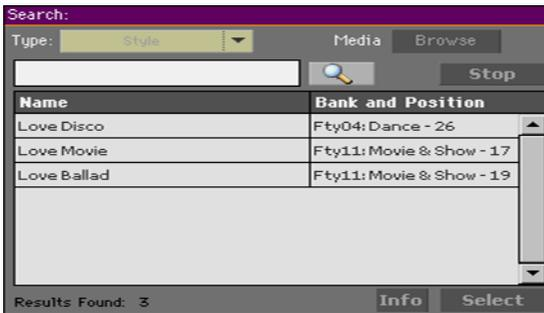 Search:
Type: Style Media Browse
Stop
Name Bank and Position
Love Disco Fty04: Dance - 26
Love Movie Fty11: Movie & Show - 17
Love Ballad Fty11: Movie & Show - 19
Results Found: 3 Info Select